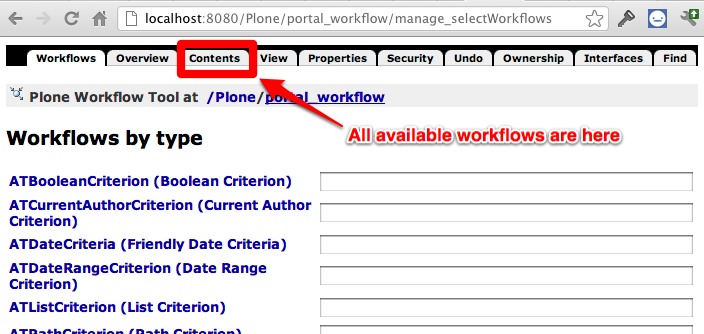 localhost:8080/Plone/portal_workflow/manage_selectWorkflows
Workflows Overview Contents View Properties Security Undo Ownership Interfaces Find
Plone Workflow Tool at /Plone/portal_workflow
All available workflows are here
Workflows by type
ATBooleanCriterion (Boolean Criterion)
ATCurrentAuthorCriterion (Current Author
Criterion)
ATDateCriteria (Friendly Date Criteria)
ATDateRangeCriterion (Date Range
Criterion)
ATListCriterion (List Criterion)
ATPathCriterion (Path Criterion)